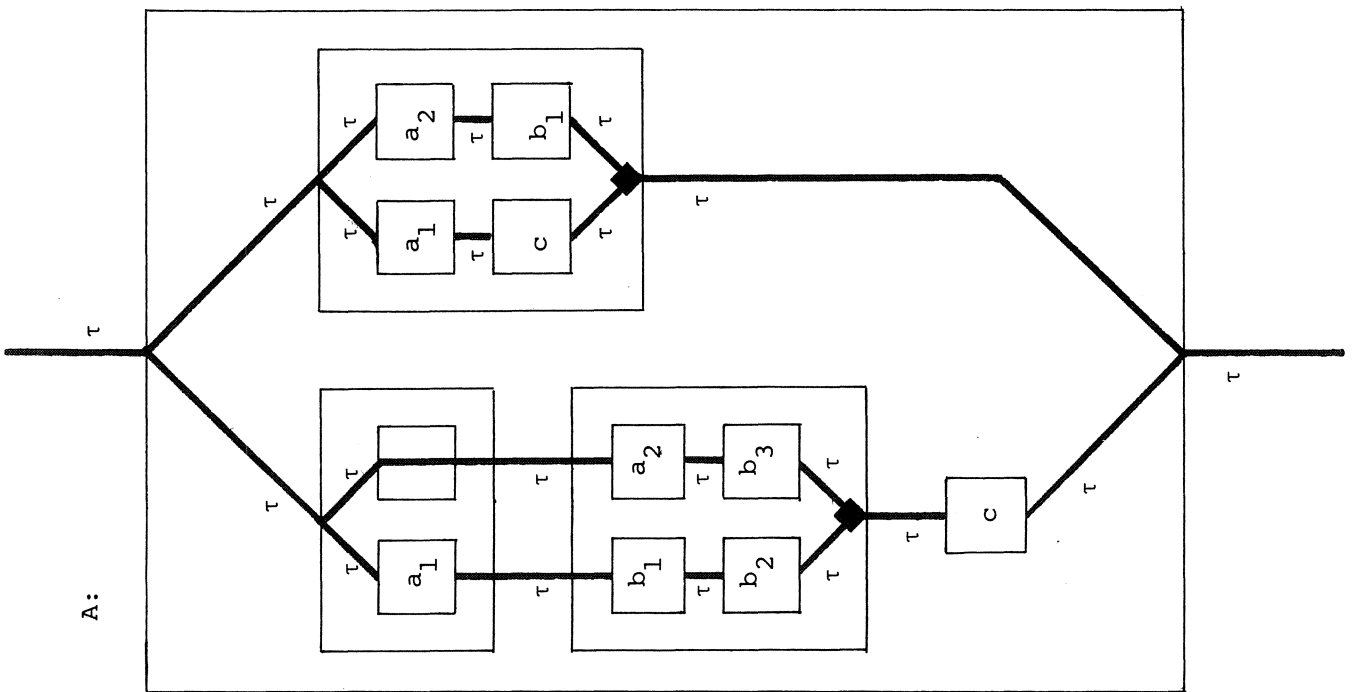 A: τ
τ τ
τ τ τ τ
a₁ a₁ a₂
τ τ
τ τ c b₁
τ τ
b₁ a₂
τ τ τ
b₂ b₃
τ τ
τ
c
τ
τ